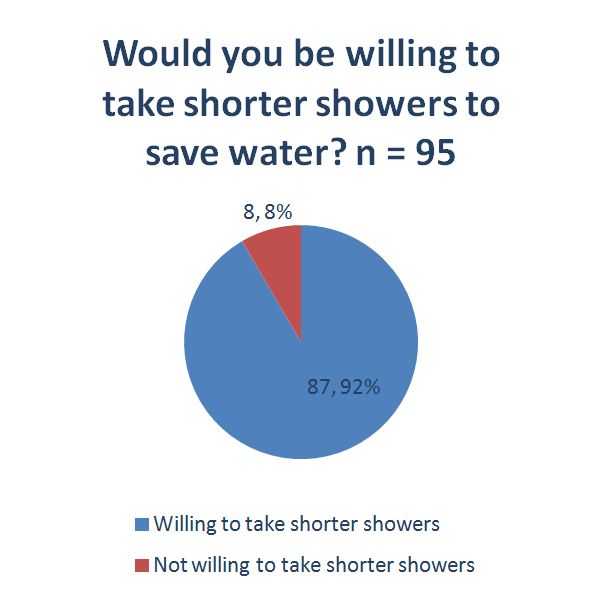 Would you be willing to
take shorter showers to
save water? n = 95
8, 8%
87, 92%
Willing to take shorter showers
Not willing to take shorter showers